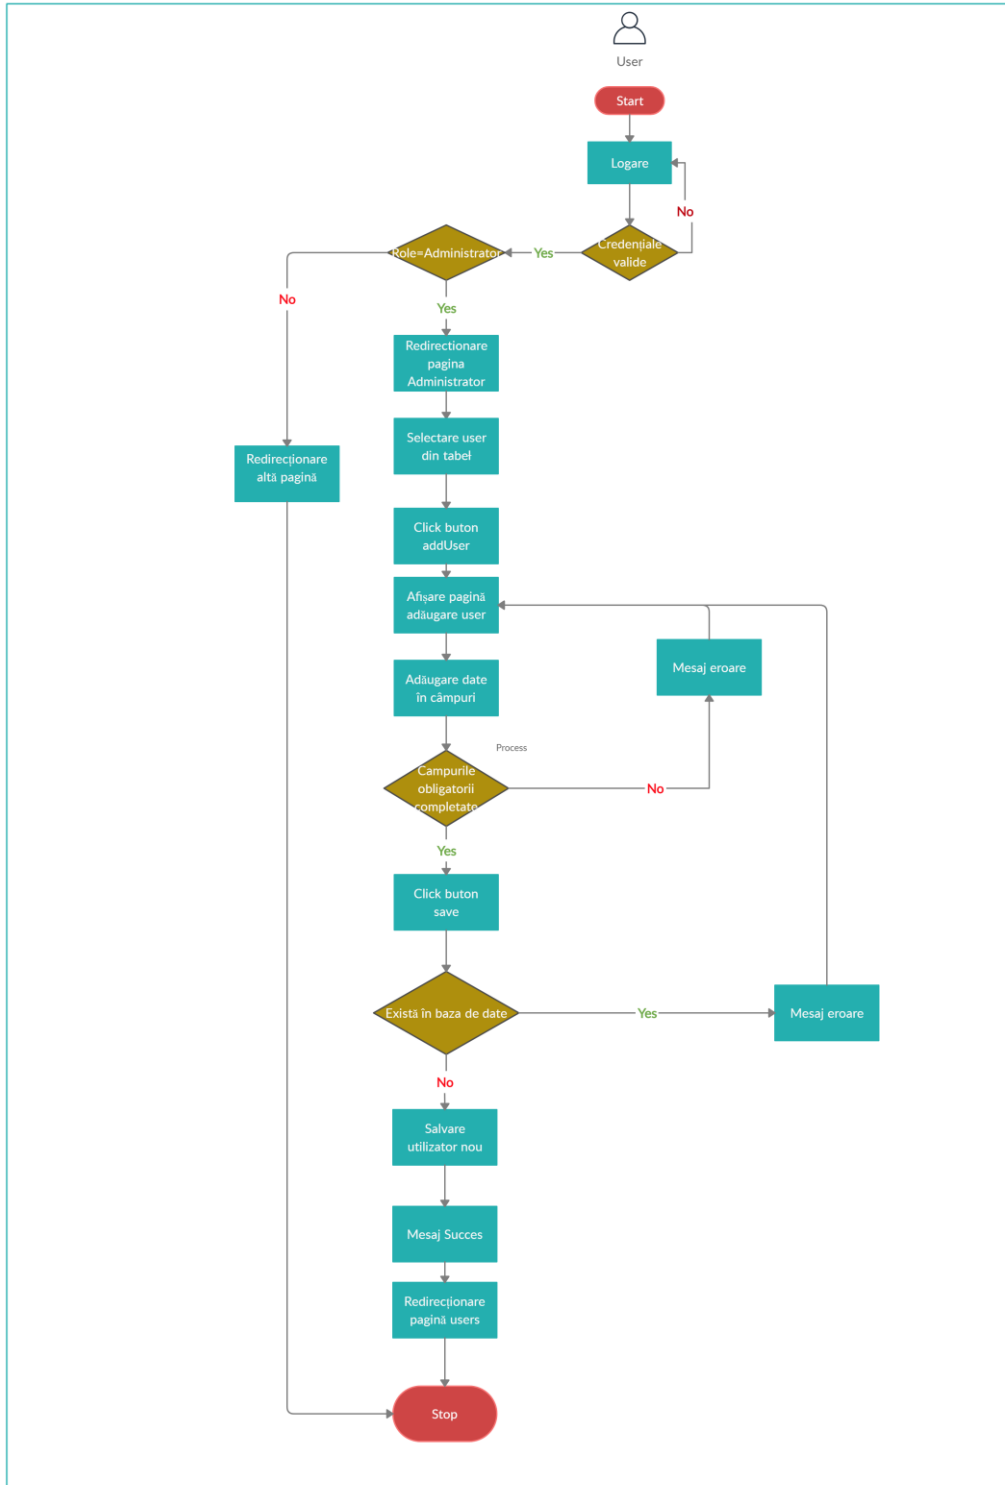 User
Start
Logare
No
Credențiale
valide
Yes
Role=Administrator
No
Yes
Redirectionare
pagina
Administrator
Selectare user
din tabel
Redirecționare
altă pagină
Click buton
addUser
Afișare pagină
adăugare user
Mesaj eroare
Adăugare date
în câmpuri
Process
Campurile
obligatorii
completate
No
Yes
Click buton
save
Există în baza de date
Yes
Mesaj eroare
No
Salvare
utilizator nou
Mesaj Succes
Redirecționare
pagină users
Stop